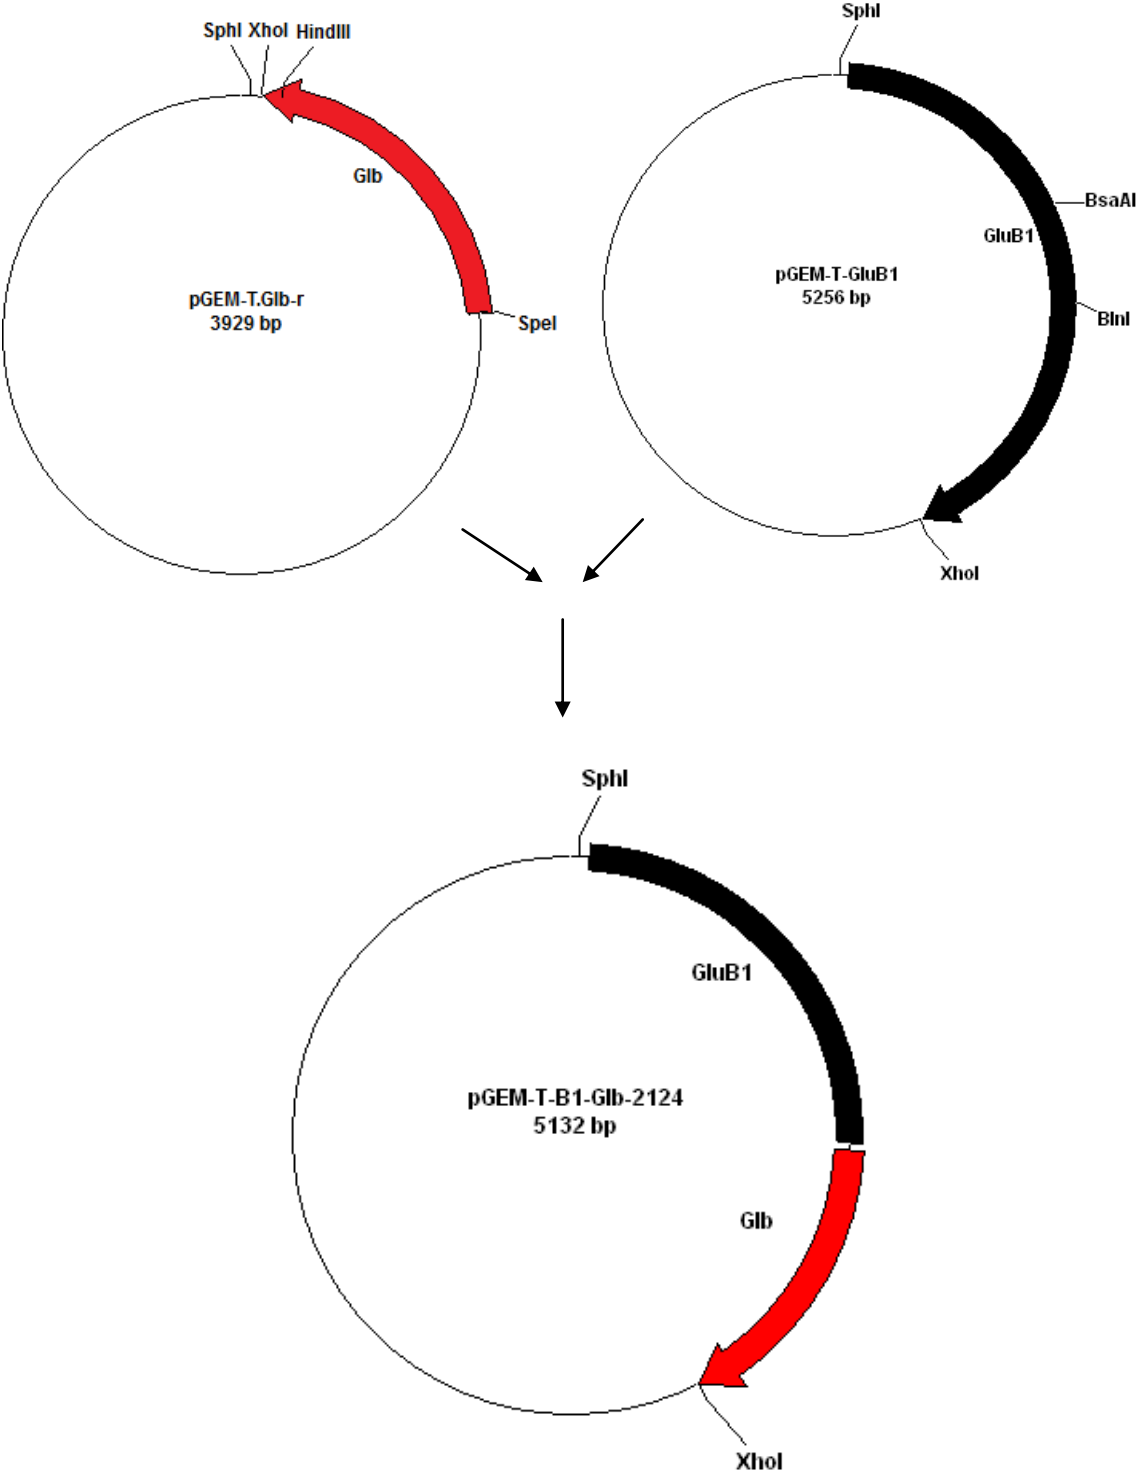 SphI XhoI HindIII
Glb
pGEM-T.Glb-r
3929 bp
SpeI
SphI
BsaAI
GluB1
pGEM-T-GluB1
5256 bp
BlnI
XhoI
SphI
GluB1
pGEM-T-B1-Glb-2124
5132 bp
Glb
XhoI